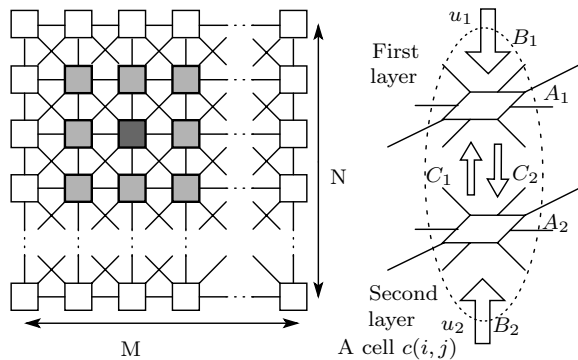 u₁
B₁
First
layer
A₁
N
C₁
C₂
A₂
Second
layer
u₂
B₂
M
A cell c(i, j)